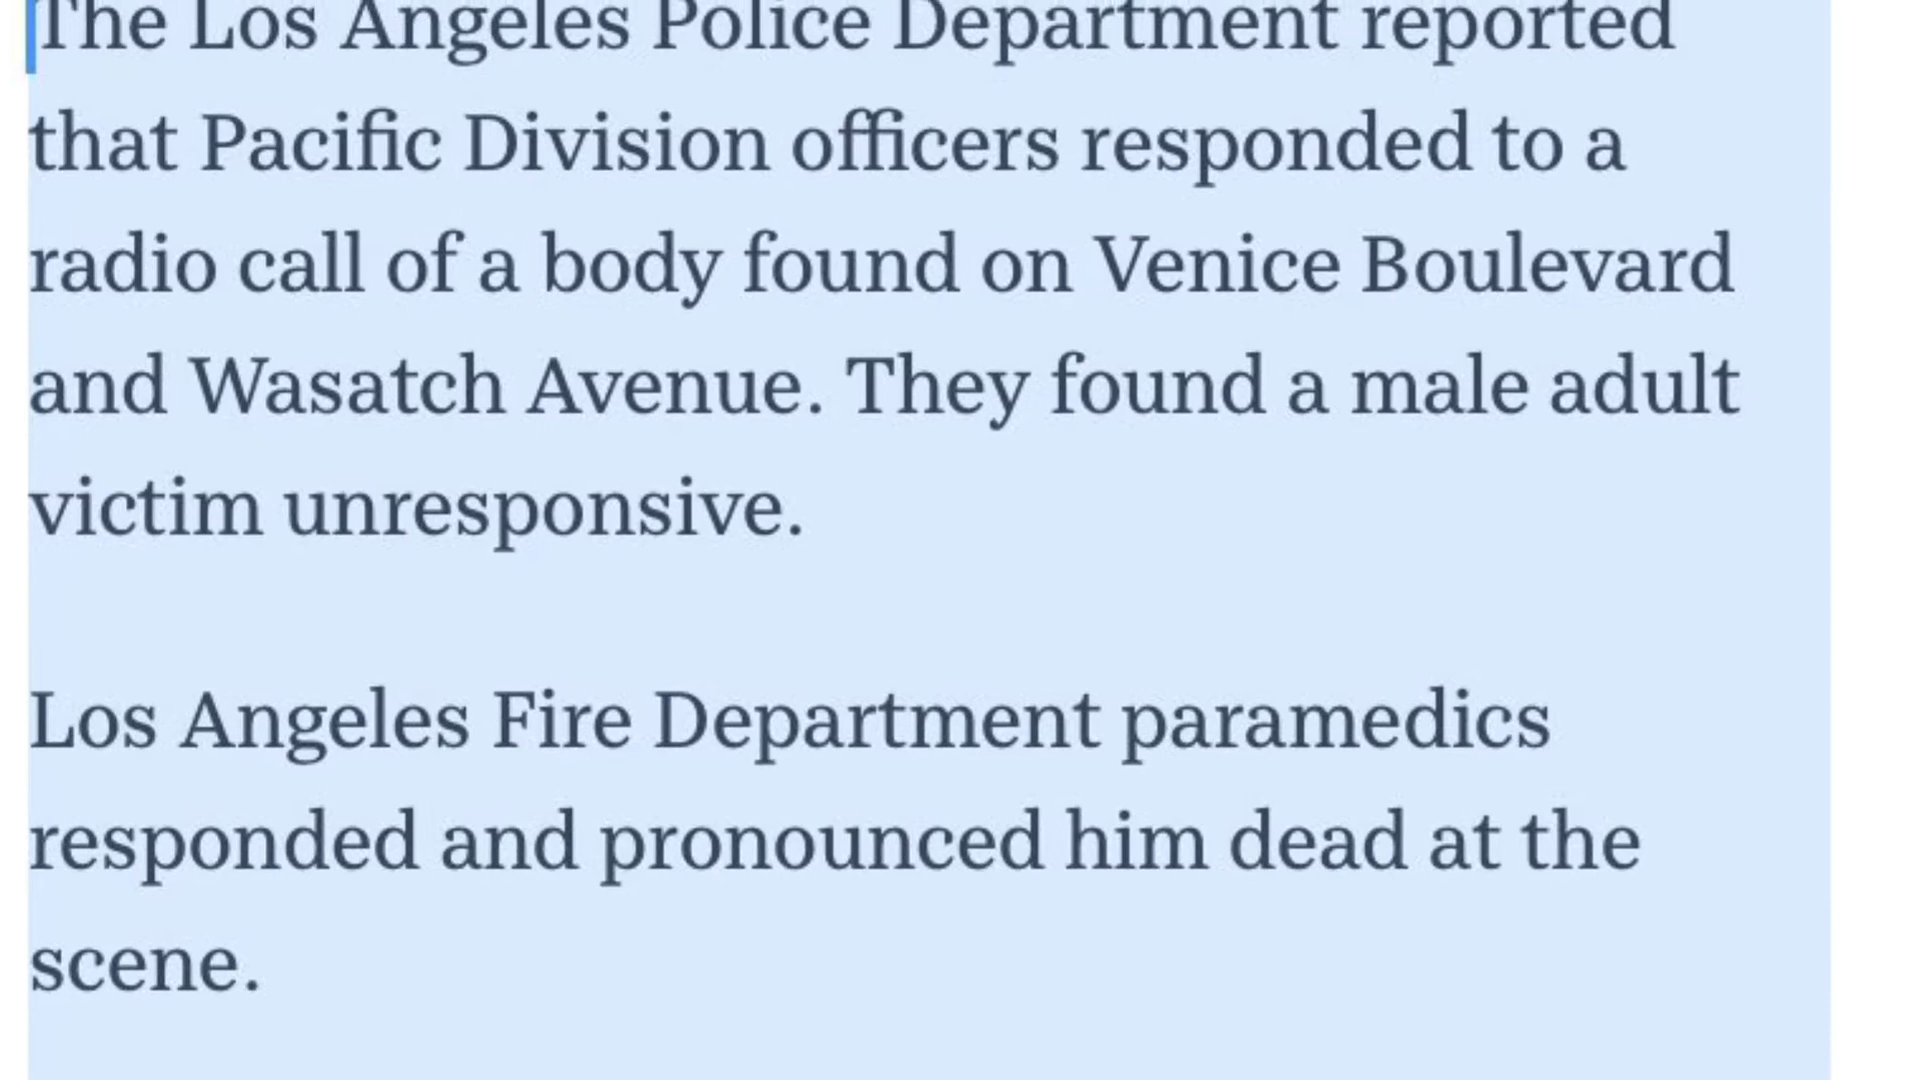 The Los Angeles Police Department reported
that Pacific Division officers responded to a
radio call of a body found on Venice Boulevard
and Wasatch Avenue. They found a male adult
victim unresponsive.
Los Angeles Fire Department paramedics
responded and pronounced him dead at the
scene.